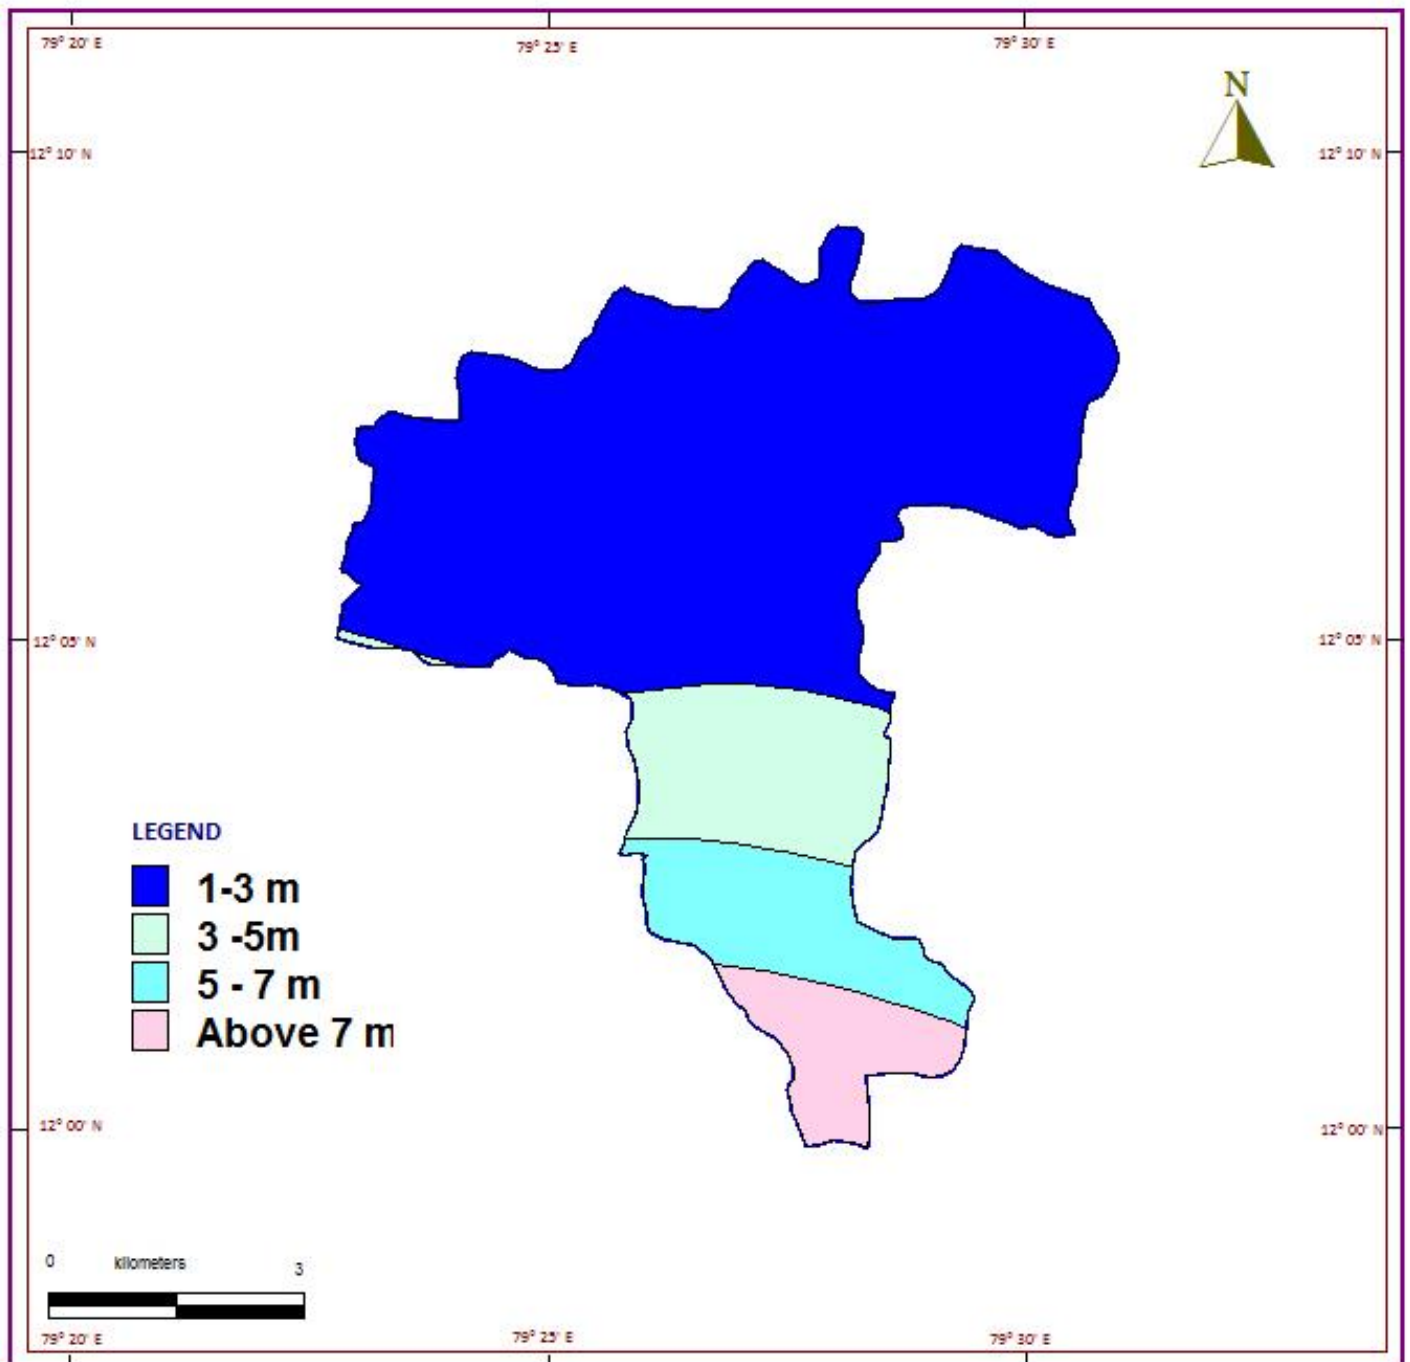 79° 20' E 79° 25' E 79° 30' E
N
12° 10' N 12° 10' N
12° 05' N 12° 05' N
LEGEND
1-3 m
3 -5m
5 - 7 m
Above 7 m
12° 00' N 12° 00' N
0 kilometers 3
79° 20' E 79° 25' E 79° 30' E